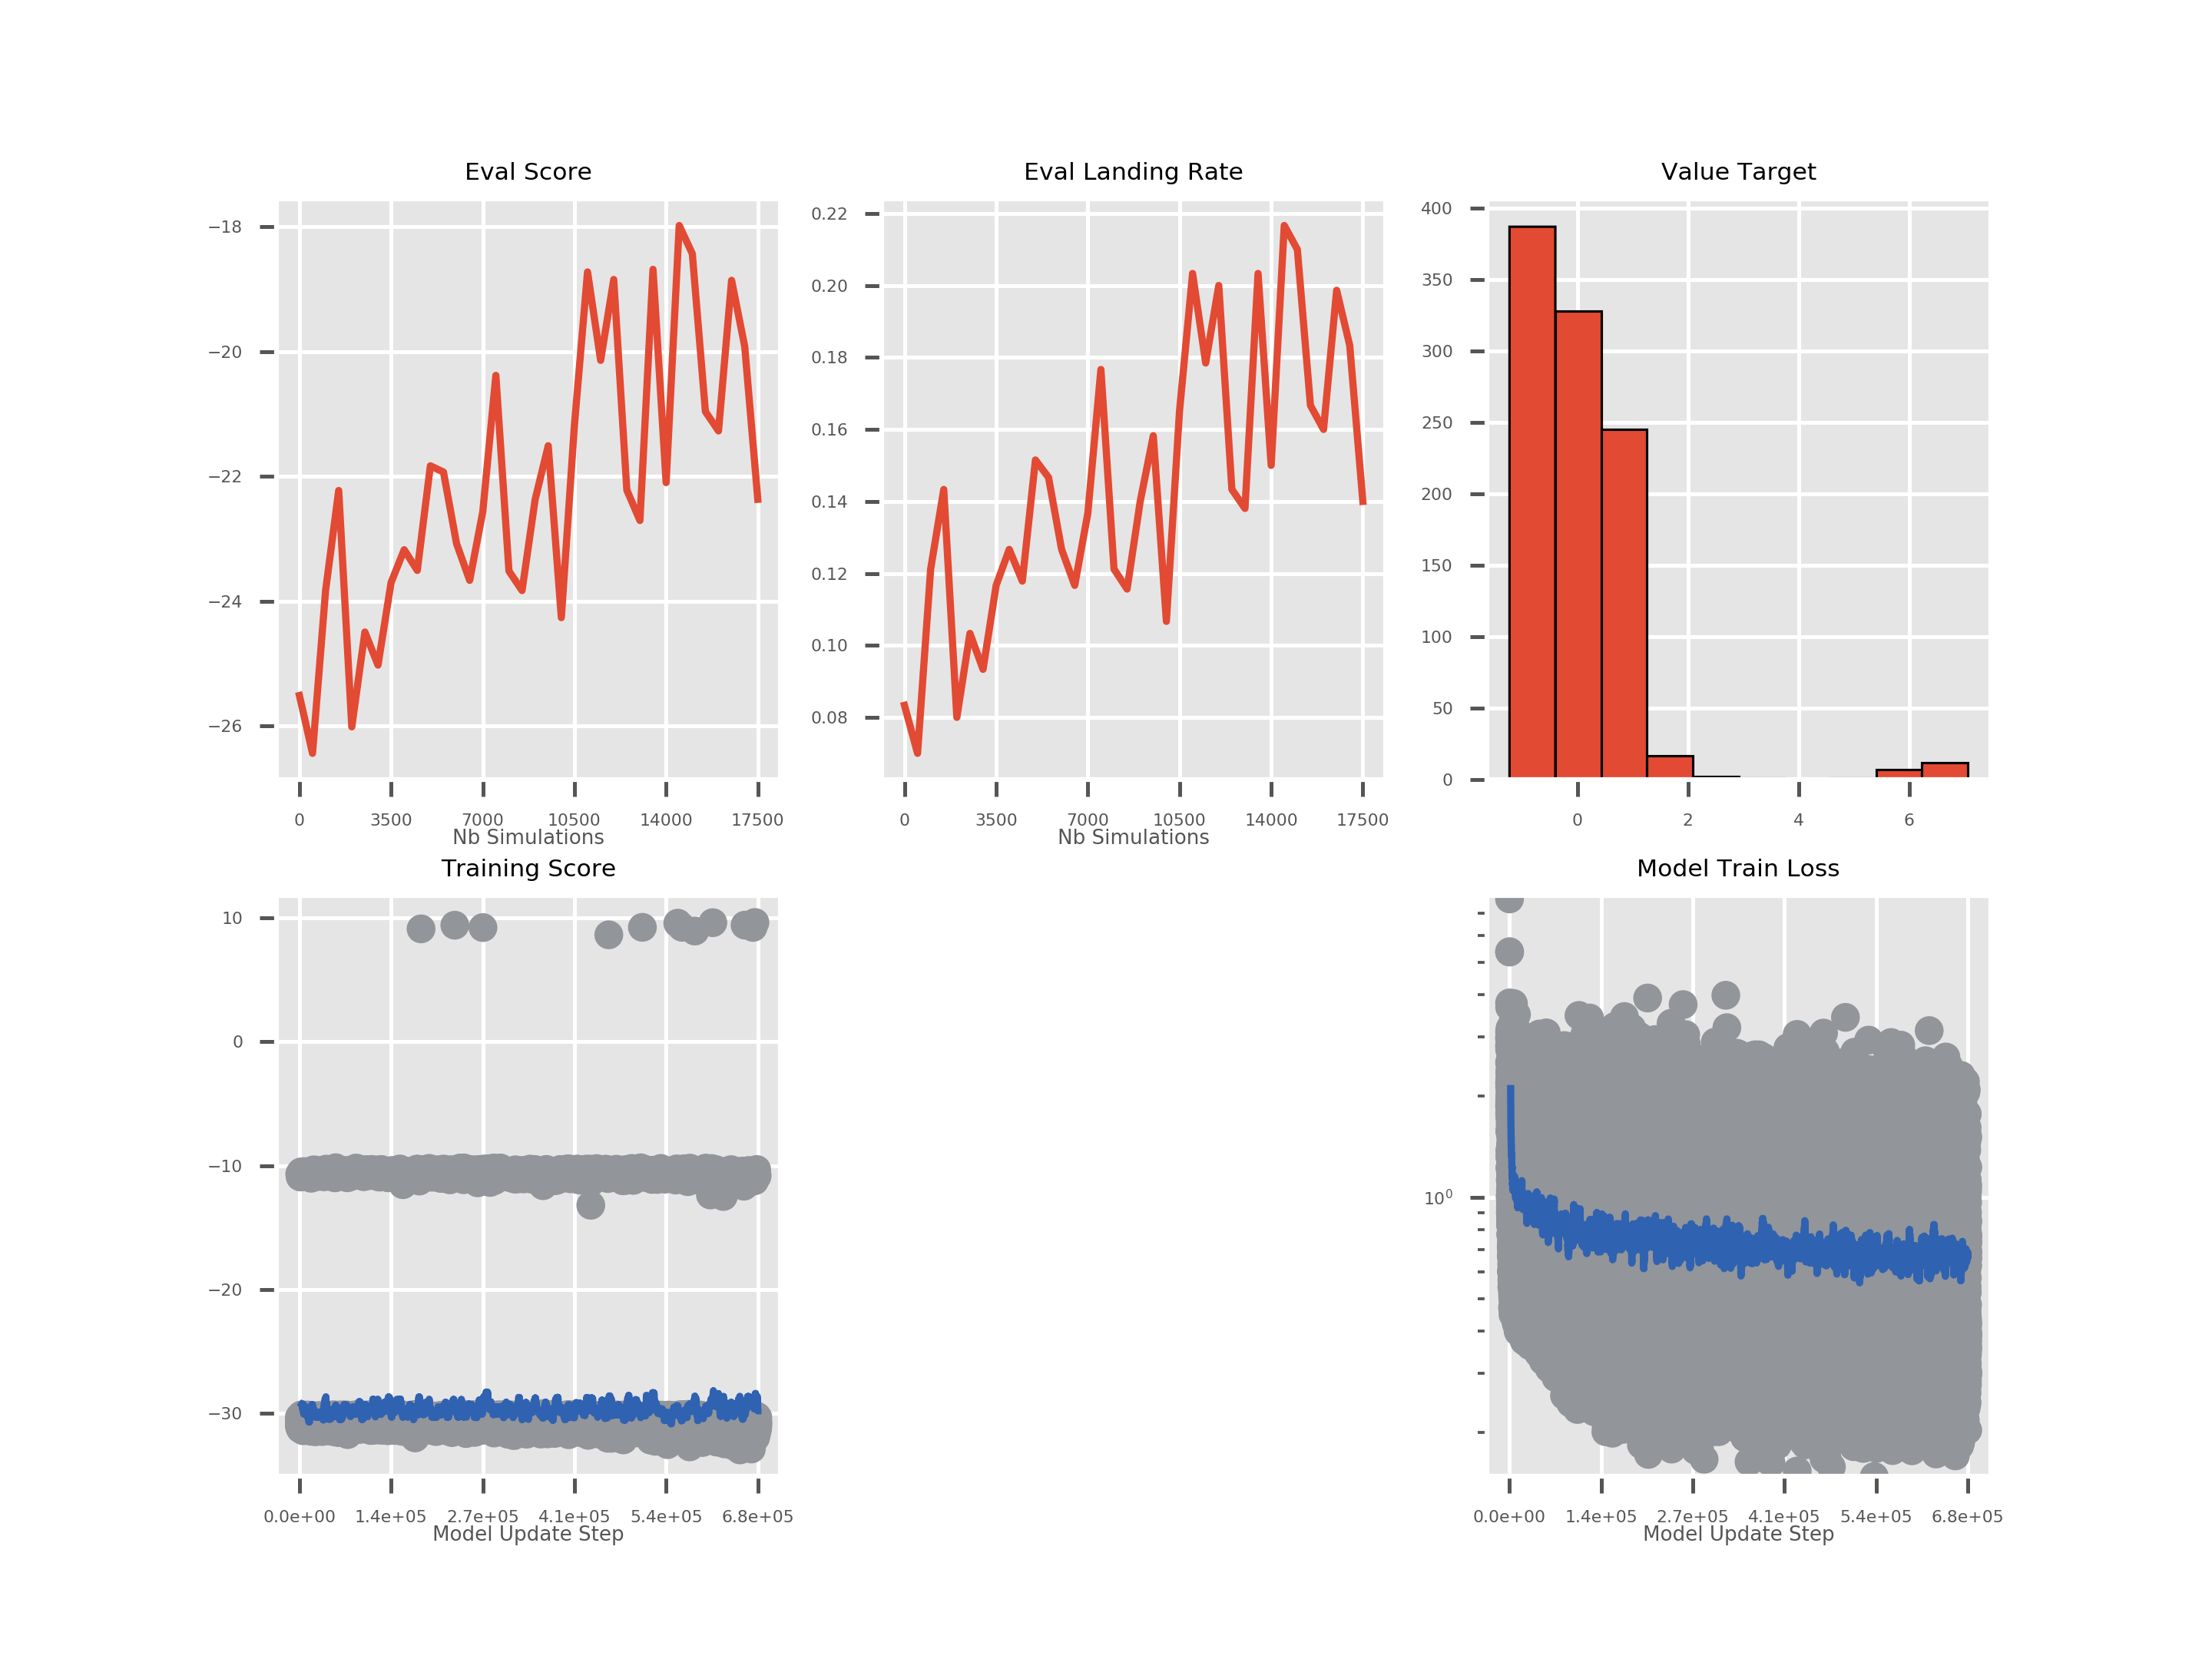 Eval Score
−18
−20
−22
−24
−26
0 3500 7000 10500 14000 17500
Nb Simulations
Eval Landing Rate
0.22
0.20
0.18
0.16
0.14
0.12
0.10
0.08
0 3500 7000 10500 14000 17500
Nb Simulations
Value Target
400
350
300
250
200
150
100
50
0
0 2 4 6
Training Score
10
0
−10
−20
−30
0.0e+00 1.4e+05 2.7e+05 4.1e+05 5.4e+05 6.8e+05
Model Update Step
Model Train Loss
10⁰
0.0e+00 1.4e+05 2.7e+05 4.1e+05 5.4e+05 6.8e+05
Model Update Step